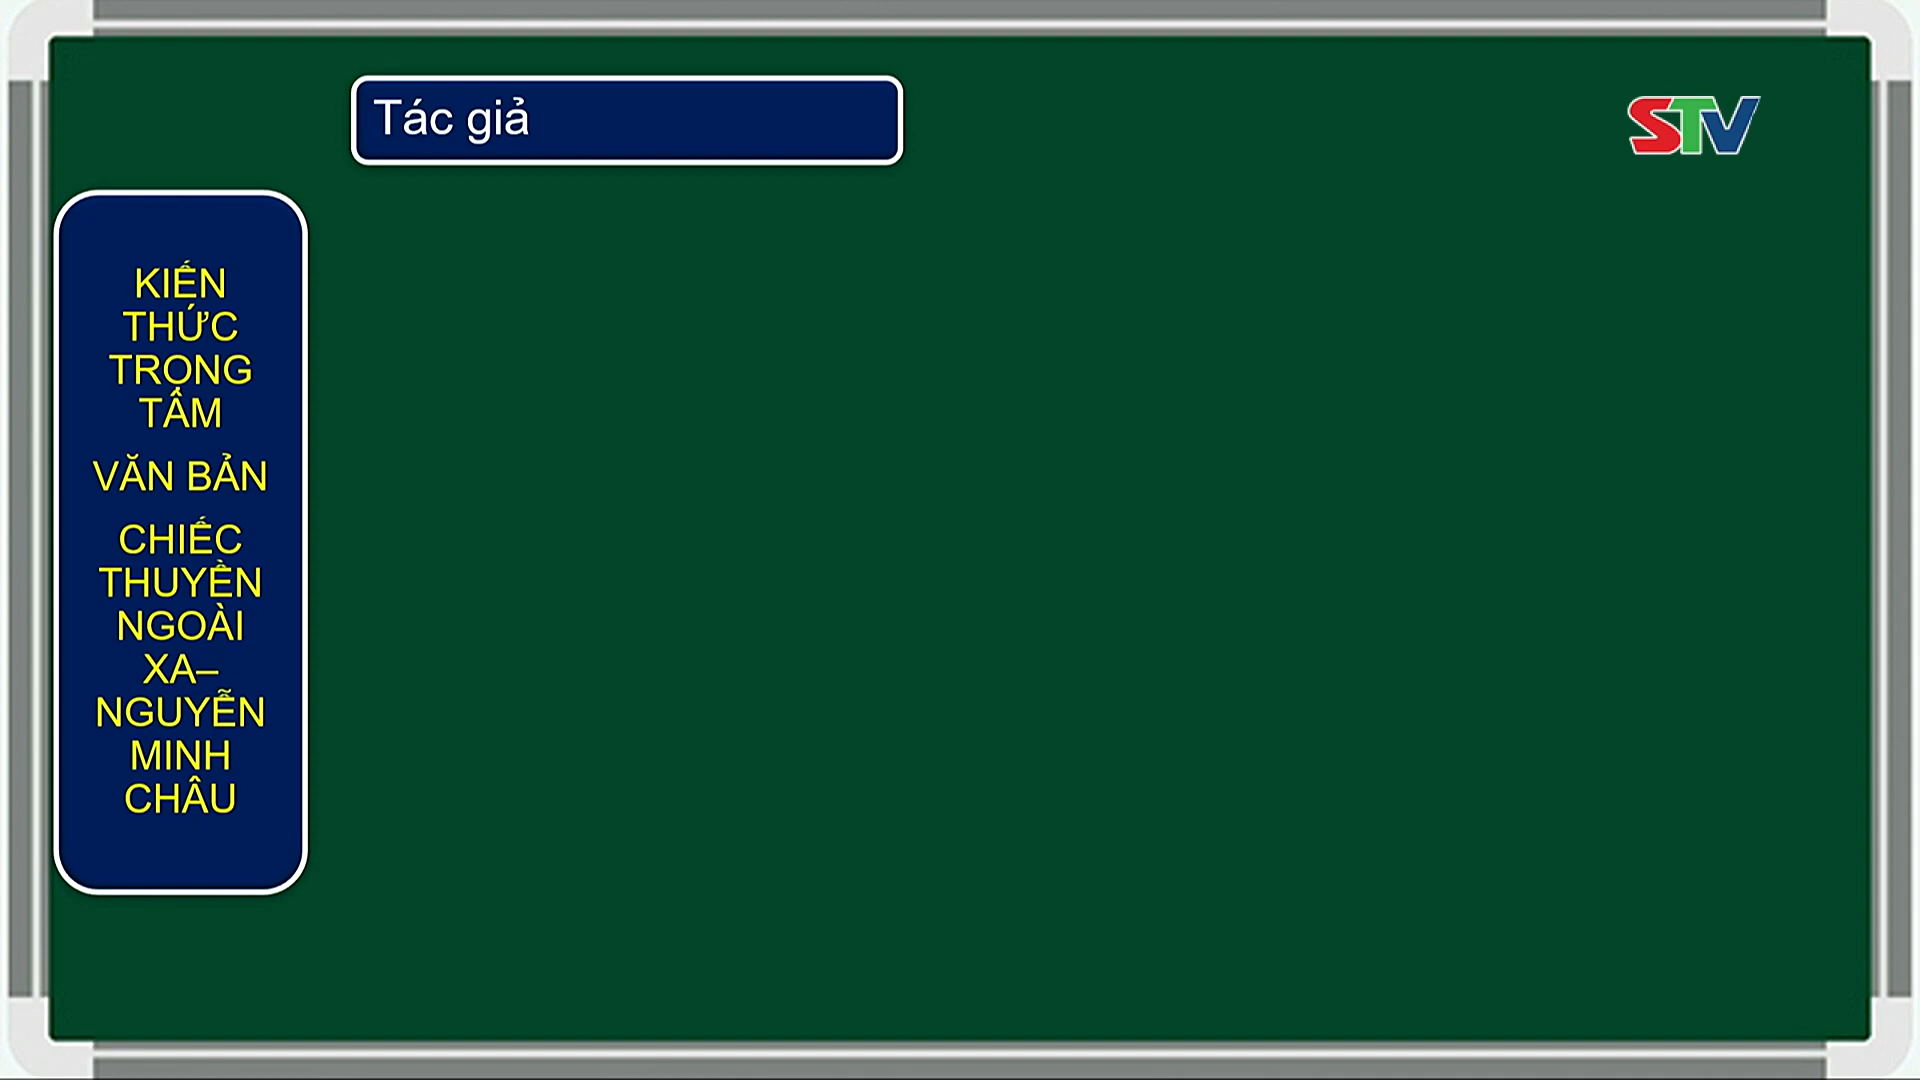 Tác giả
STV
KIẾN
THỨC
TRỌNG
TÂM
VĂN BẢN
CHIẾC
THUYỀN
NGOÀI
XA–
NGUYỄN
MINH
CHÂU